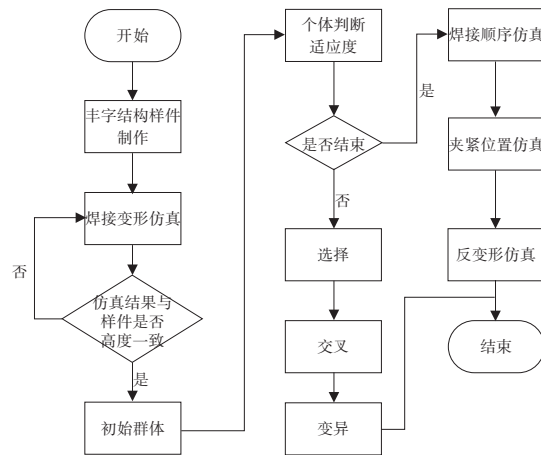 开始
丰字结构样件
制作
焊接变形仿真
否
仿真结果与
样件是否
高度一致
是
初始群体
个体判断
适应度
是否结束
是
否
选择
交叉
变异
焊接顺序仿真
夹紧位置仿真
反变形仿真
结束